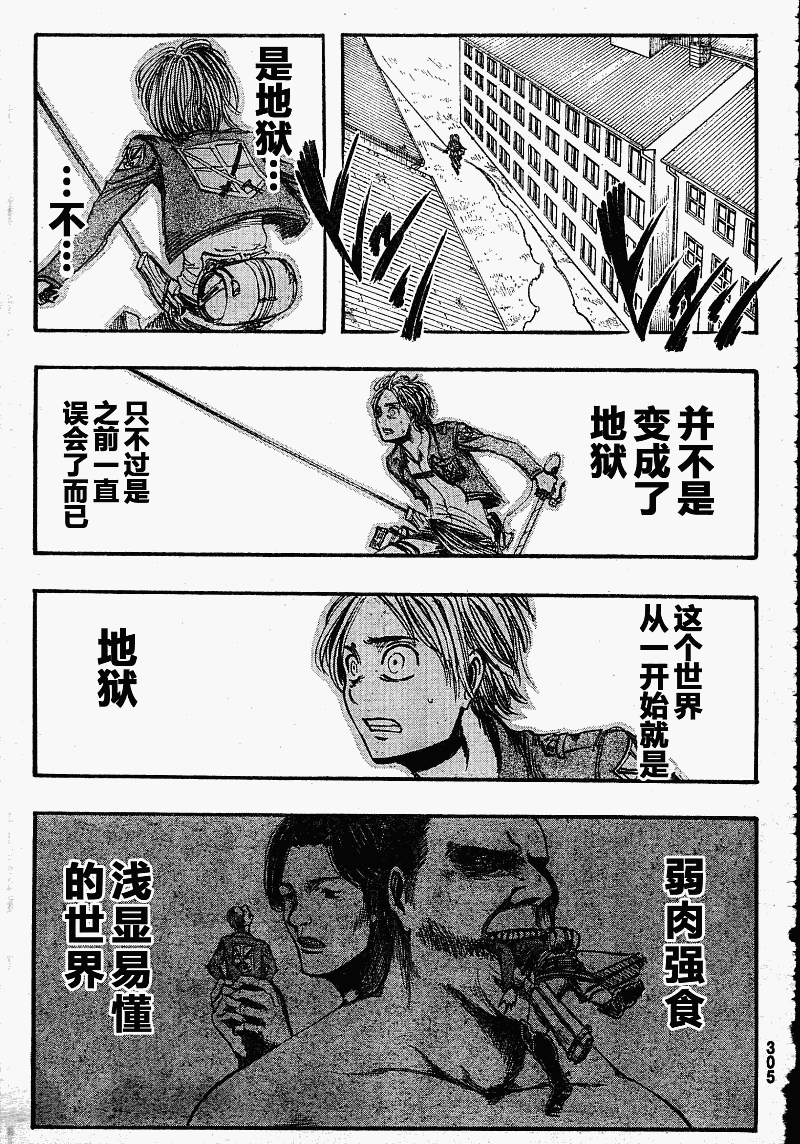 是地狱…
…不…
并不是
变成了
地狱
只不过是
之前一直
误会了而已
这个世界
从一开始就是
地狱
弱肉强食
浅显易懂
的世界
305